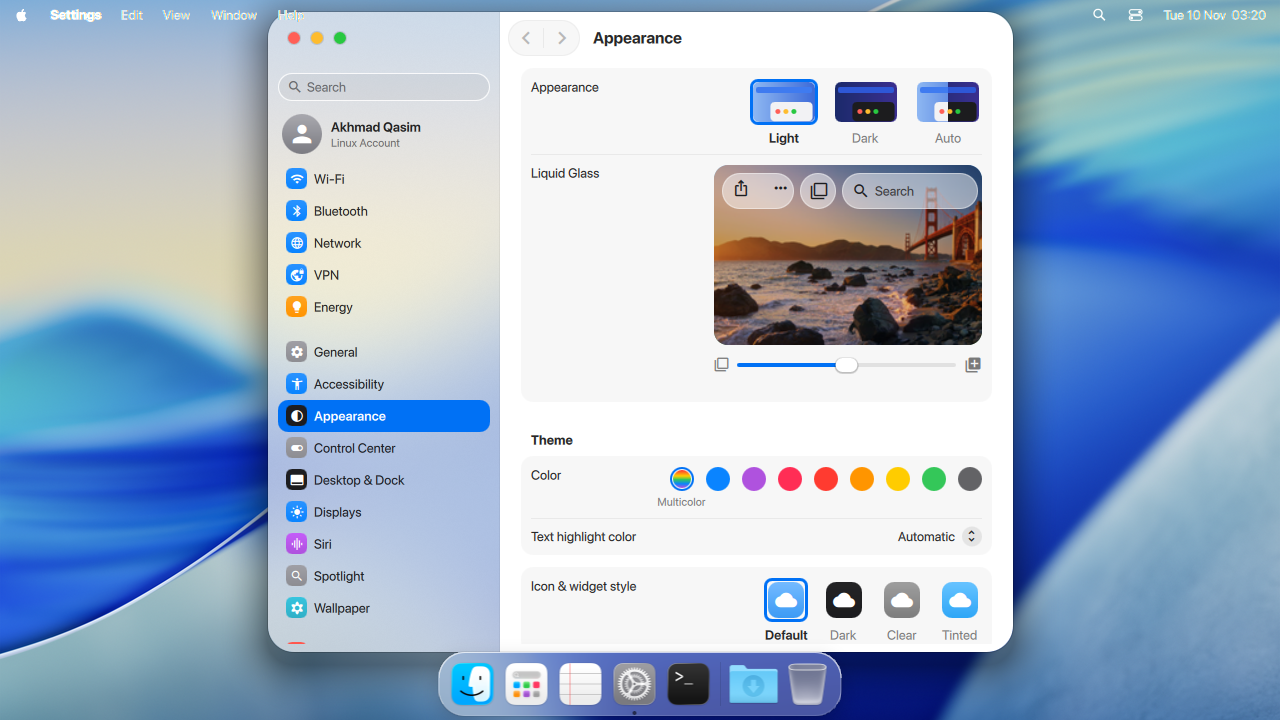 Settings Edit View Window Help
Tue 10 Nov 03:20
Search
Akhmad Qasim
Linux Account
Wi-Fi
Bluetooth
Network
VPN
Energy
General
Accessibility
Appearance
Control Center
Desktop & Dock
Displays
Siri
Spotlight
Wallpaper
Appearance
Appearance
Light Dark Auto
Liquid Glass
Search
Theme
Color
Multicolor
Text highlight color
Automatic
Icon & widget style
Default Dark Clear Tinted
>_